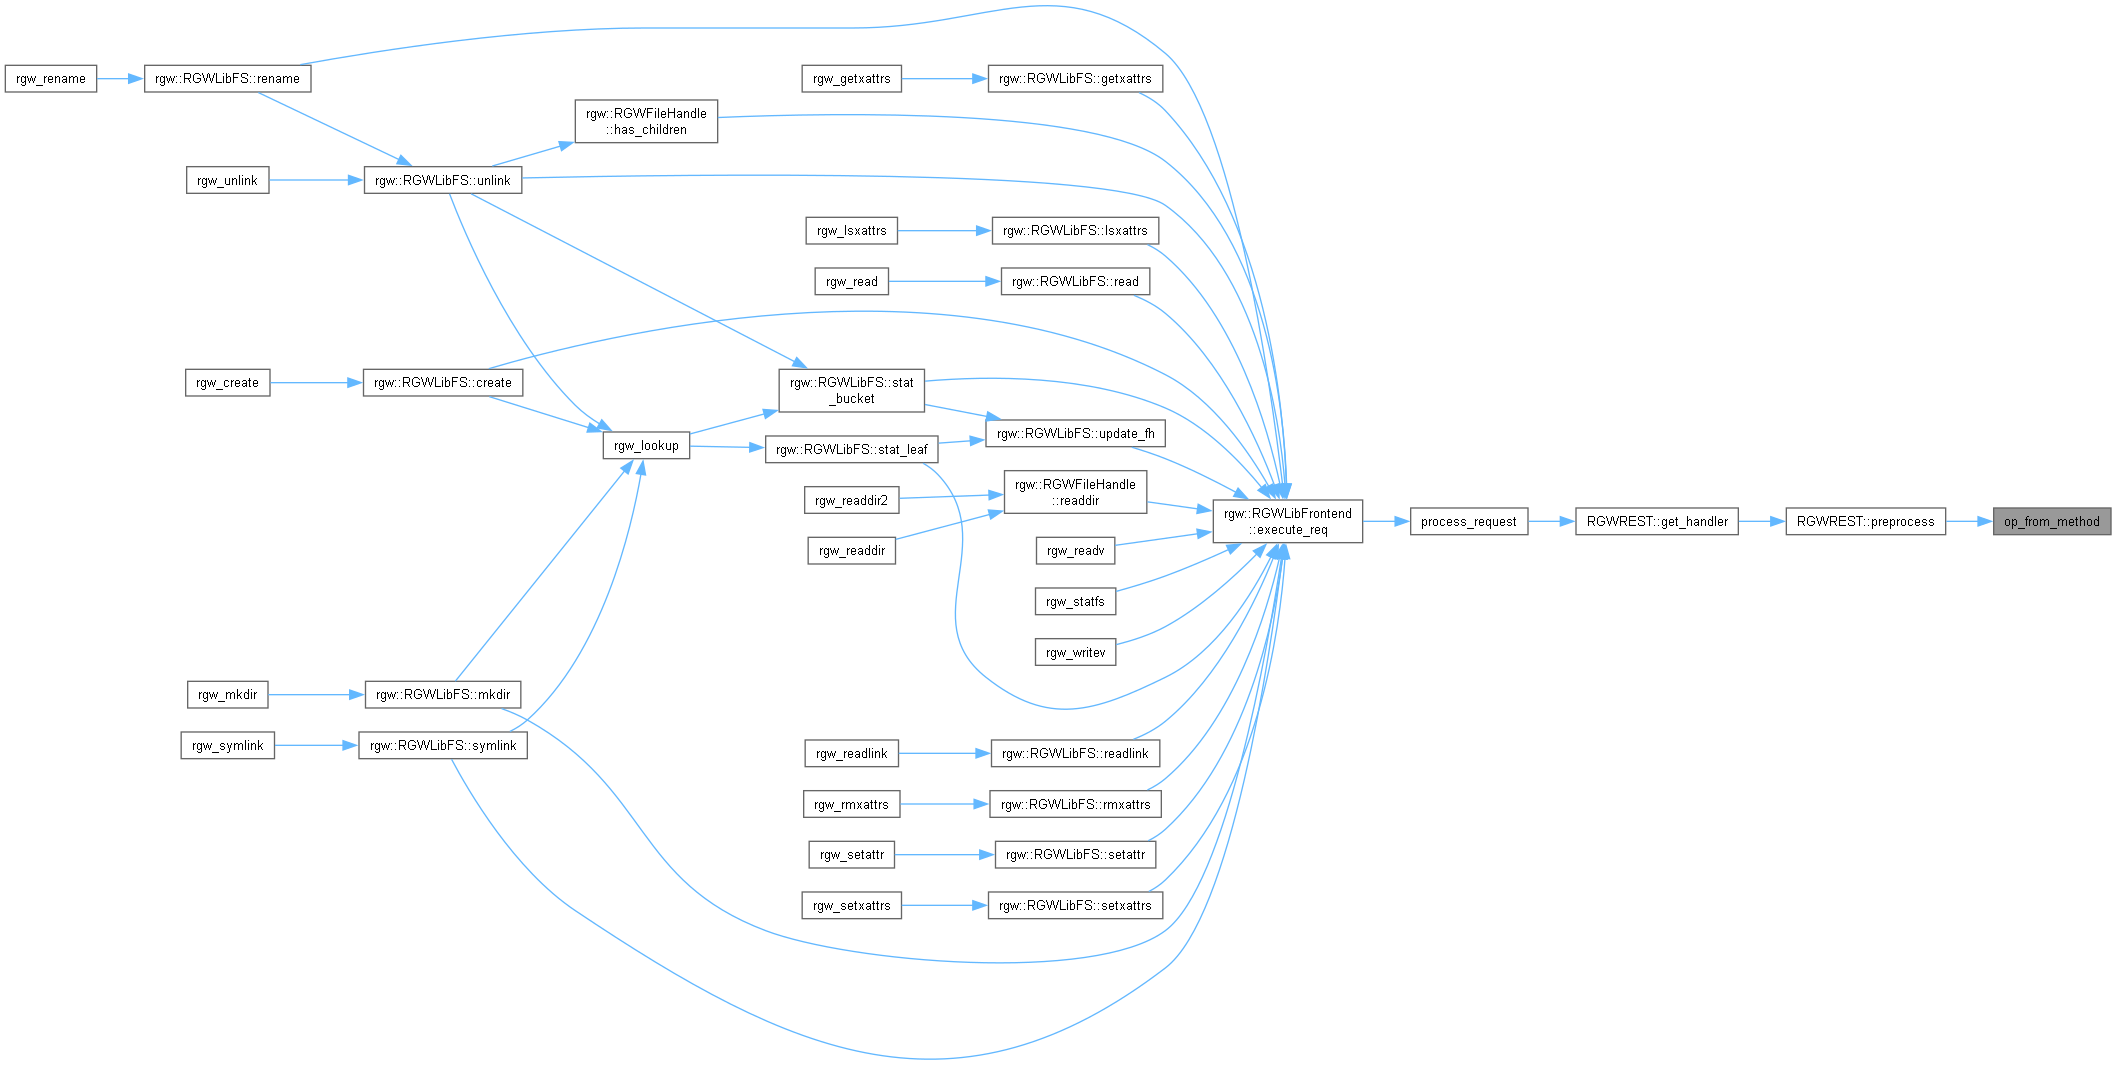 rgw_rename
rgw::RGWLibFS::rename
rgw_getxattrs
rgw::RGWLibFS::getxattrs
rgw::RGWFileHandle
::has_children
rgw_unlink
rgw::RGWLibFS::unlink
rgw_lsxattrs
rgw::RGWLibFS::lsxattrs
rgw_read
rgw::RGWLibFS::read
rgw_create
rgw::RGWLibFS::create
rgw::RGWLibFS::stat
_bucket
rgw::RGWLibFS::update_fh
rgw_lookup
rgw::RGWLibFS::stat_leaf
rgw_readdir2
rgw::RGWFileHandle
::readdir
rgw::RGWLibFrontend
::execute_req
process_request
RGWREST::get_handler
RGWREST::preprocess
op_from_method
rgw_readdir
rgw_readv
rgw_statfs
rgw_writev
rgw_mkdir
rgw::RGWLibFS::mkdir
rgw_symlink
rgw::RGWLibFS::symlink
rgw_readlink
rgw::RGWLibFS::readlink
rgw_rmxattrs
rgw::RGWLibFS::rmxattrs
rgw_setattr
rgw::RGWLibFS::setattr
rgw_setxattrs
rgw::RGWLibFS::setxattrs